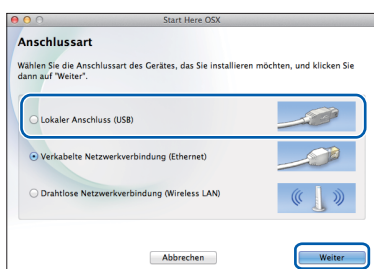 Start Here OSX
Anschlussart
Wählen Sie die Anschlussart des Gerätes, das Sie installieren möchten, und klicken Sie
dann auf "Weiter".
Lokaler Anschluss (USB)
Verkabelte Netzwerkverbindung (Ethernet)
Drahtlose Netzwerkverbindung (Wireless LAN)
Abbrechen
Weiter